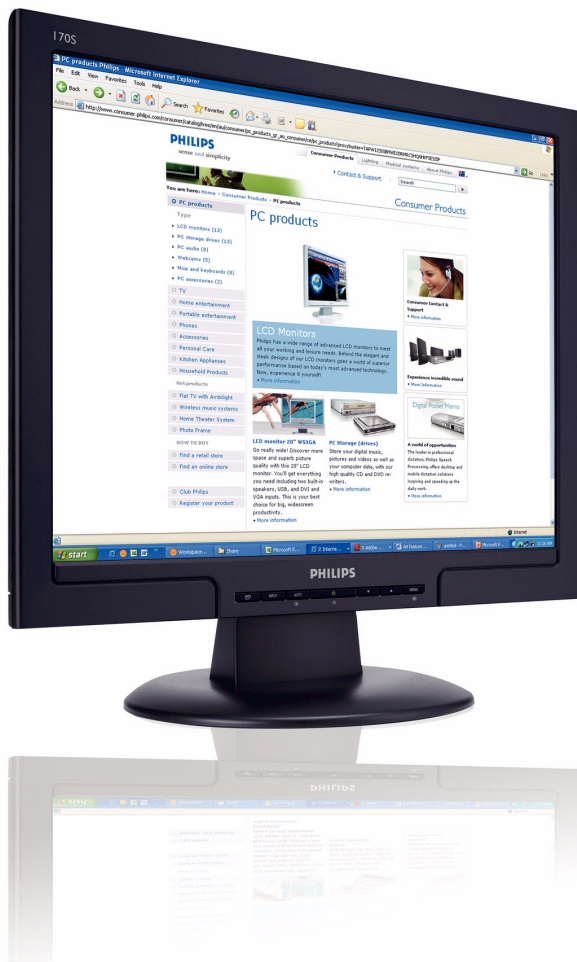 170S
PC products Philips - Microsoft Internet Explorer
File Edit View Favorites Tools Help
Back Search Favorites
Address
Go
PHILIPS
sense and simplicity
Consumer Products Lighting Medical systems About Philips
Contact & Support Search
You are here: Home Consumer Products PC products
Consumer Products
PC products
Type
LCD monitors (13)
PC storage drives (13)
PC audio (8)
Webcams (5)
Mice and keyboards (8)
PC accessories (2)
TV
Home entertainment
Portable entertainment
Phones
Accessories
Personal Care
Kitchen Appliances
Household Products
Hot products
Flat TV with Ambilight
Wireless music systems
Home Theater System
Photo Frame
HOW TO BUY
Find a retail store
Find an online store
Club Philips
Register your product
PC products
LCD Monitors
Philips has a wide range of advanced LCD monitors to meet
all your working and leisure needs. Behind the elegant and
sleek designs of our LCD monitors goes a world of superior
performance based on today's most advanced technology.
Now, experience it yourself!
More information
LCD monitor 20" WSXGA
Go really wide! Discover more
space and superb picture
quality with this 20" LCD
monitor. You'll get everything
you need including two built-in
speakers, USB, and DVI and
VGA inputs. This is your best
choice for big, widescreen
productivity.
More information
PC Storage (drives)
Store your digital music,
pictures and videos as well as
your computer data, with our
high quality CD and DVD re-
writers.
More information
Consumer Contact &
Support
More information
Experience incredible sound
More Information
Digital Pocket Memo
A world of opportunities
The leader in professional
dictation, Philips Speech
Processing, offers desktop and
mobile dictation solutions
inspiring and speeding up the
daily work.
More information
Internet
start Workspace... Share Microsoft E... 2 Interne... 2 Adobe ... A4 Feature ... untitled - P... Microsoft P...
PHILIPS
INPUT AUTO MENU